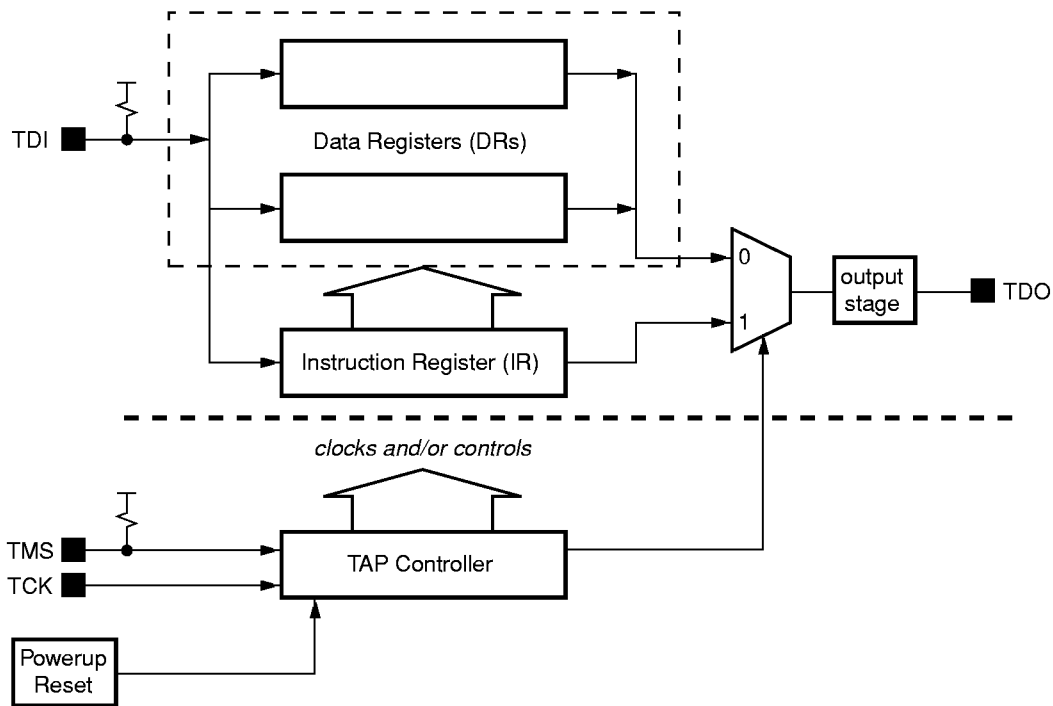 TDI
Data Registers (DRs)
0
output
stage
TDO
1
Instruction Register (IR)
clocks and/or controls
TMS
TAP Controller
TCK
Powerup
Reset